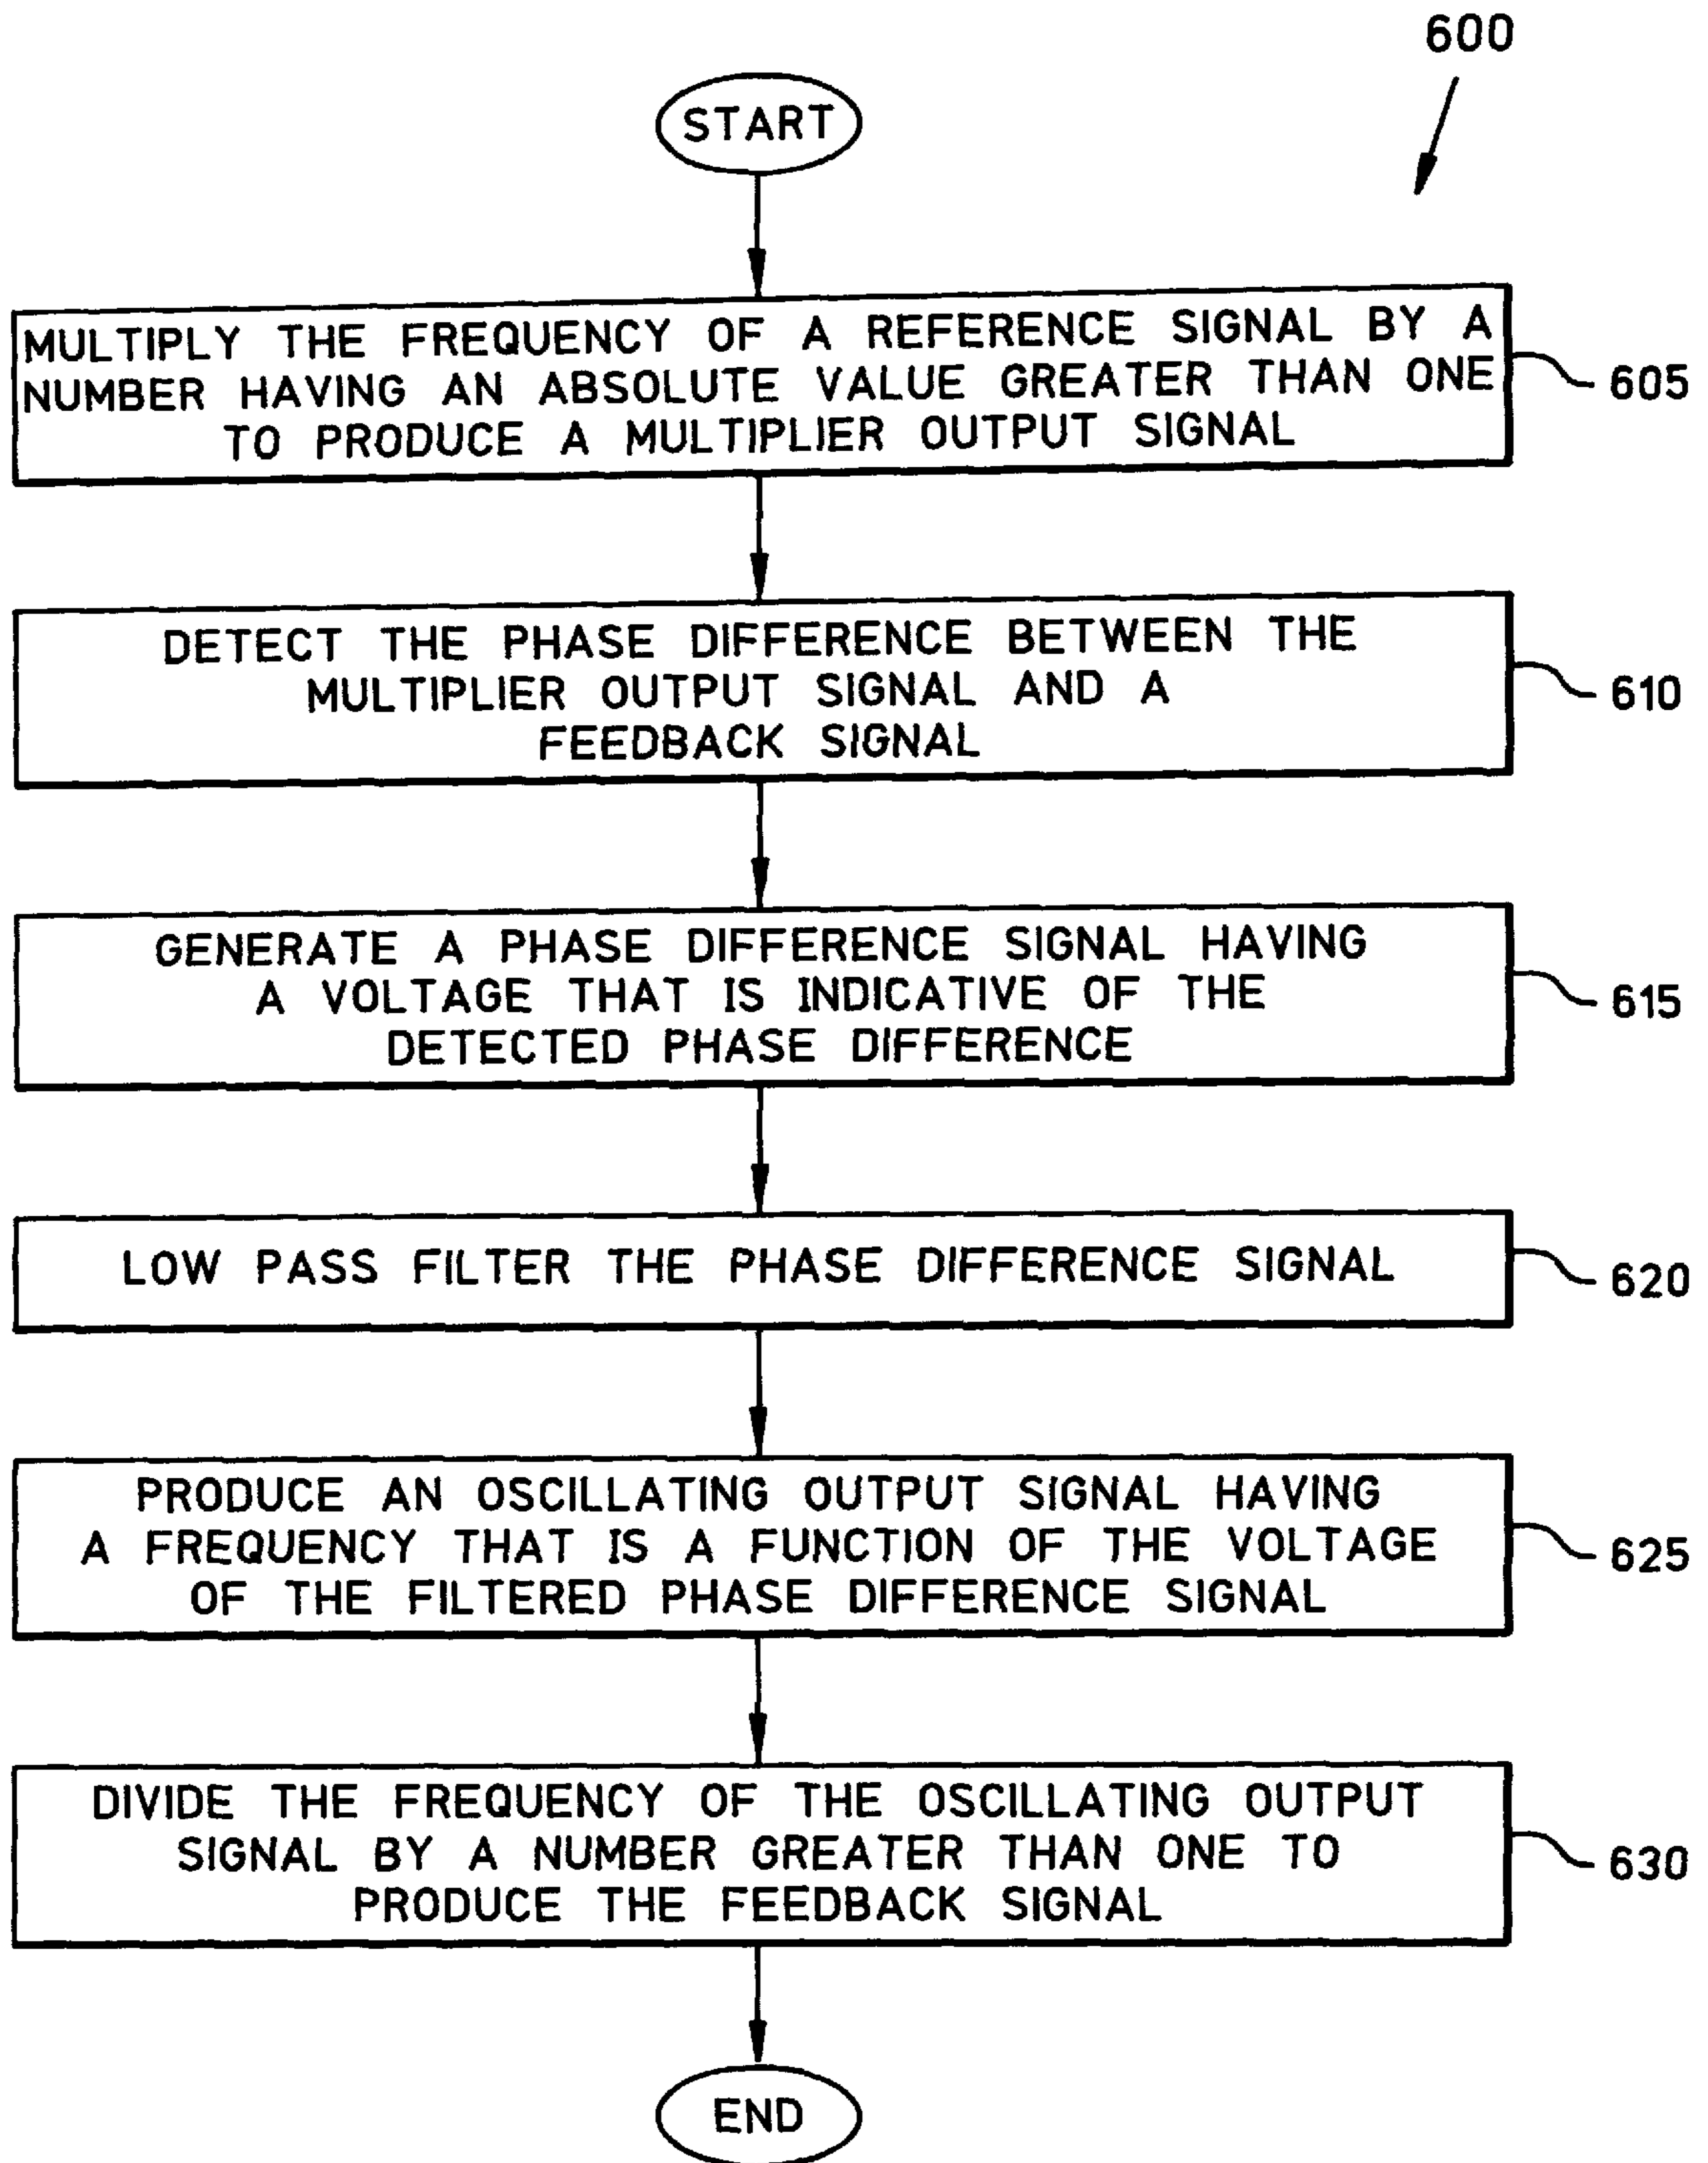 600
START
MULTIPLY THE FREQUENCY OF A REFERENCE SIGNAL BY A
NUMBER HAVING AN ABSOLUTE VALUE GREATER THAN ONE
TO PRODUCE A MULTIPLIER OUTPUT SIGNAL
605
DETECT THE PHASE DIFFERENCE BETWEEN THE
MULTIPLIER OUTPUT SIGNAL AND A
FEEDBACK SIGNAL
610
GENERATE A PHASE DIFFERENCE SIGNAL HAVING
A VOLTAGE THAT IS INDICATIVE OF THE
DETECTED PHASE DIFFERENCE
615
LOW PASS FILTER THE PHASE DIFFERENCE SIGNAL
620
PRODUCE AN OSCILLATING OUTPUT SIGNAL HAVING
A FREQUENCY THAT IS A FUNCTION OF THE VOLTAGE
OF THE FILTERED PHASE DIFFERENCE SIGNAL
625
DIVIDE THE FREQUENCY OF THE OSCILLATING OUTPUT
SIGNAL BY A NUMBER GREATER THAN ONE TO
PRODUCE THE FEEDBACK SIGNAL
630
END